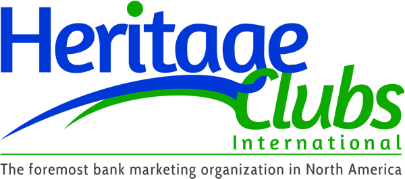 Heritage
Clubs
International
The foremost bank marketing organization in North America